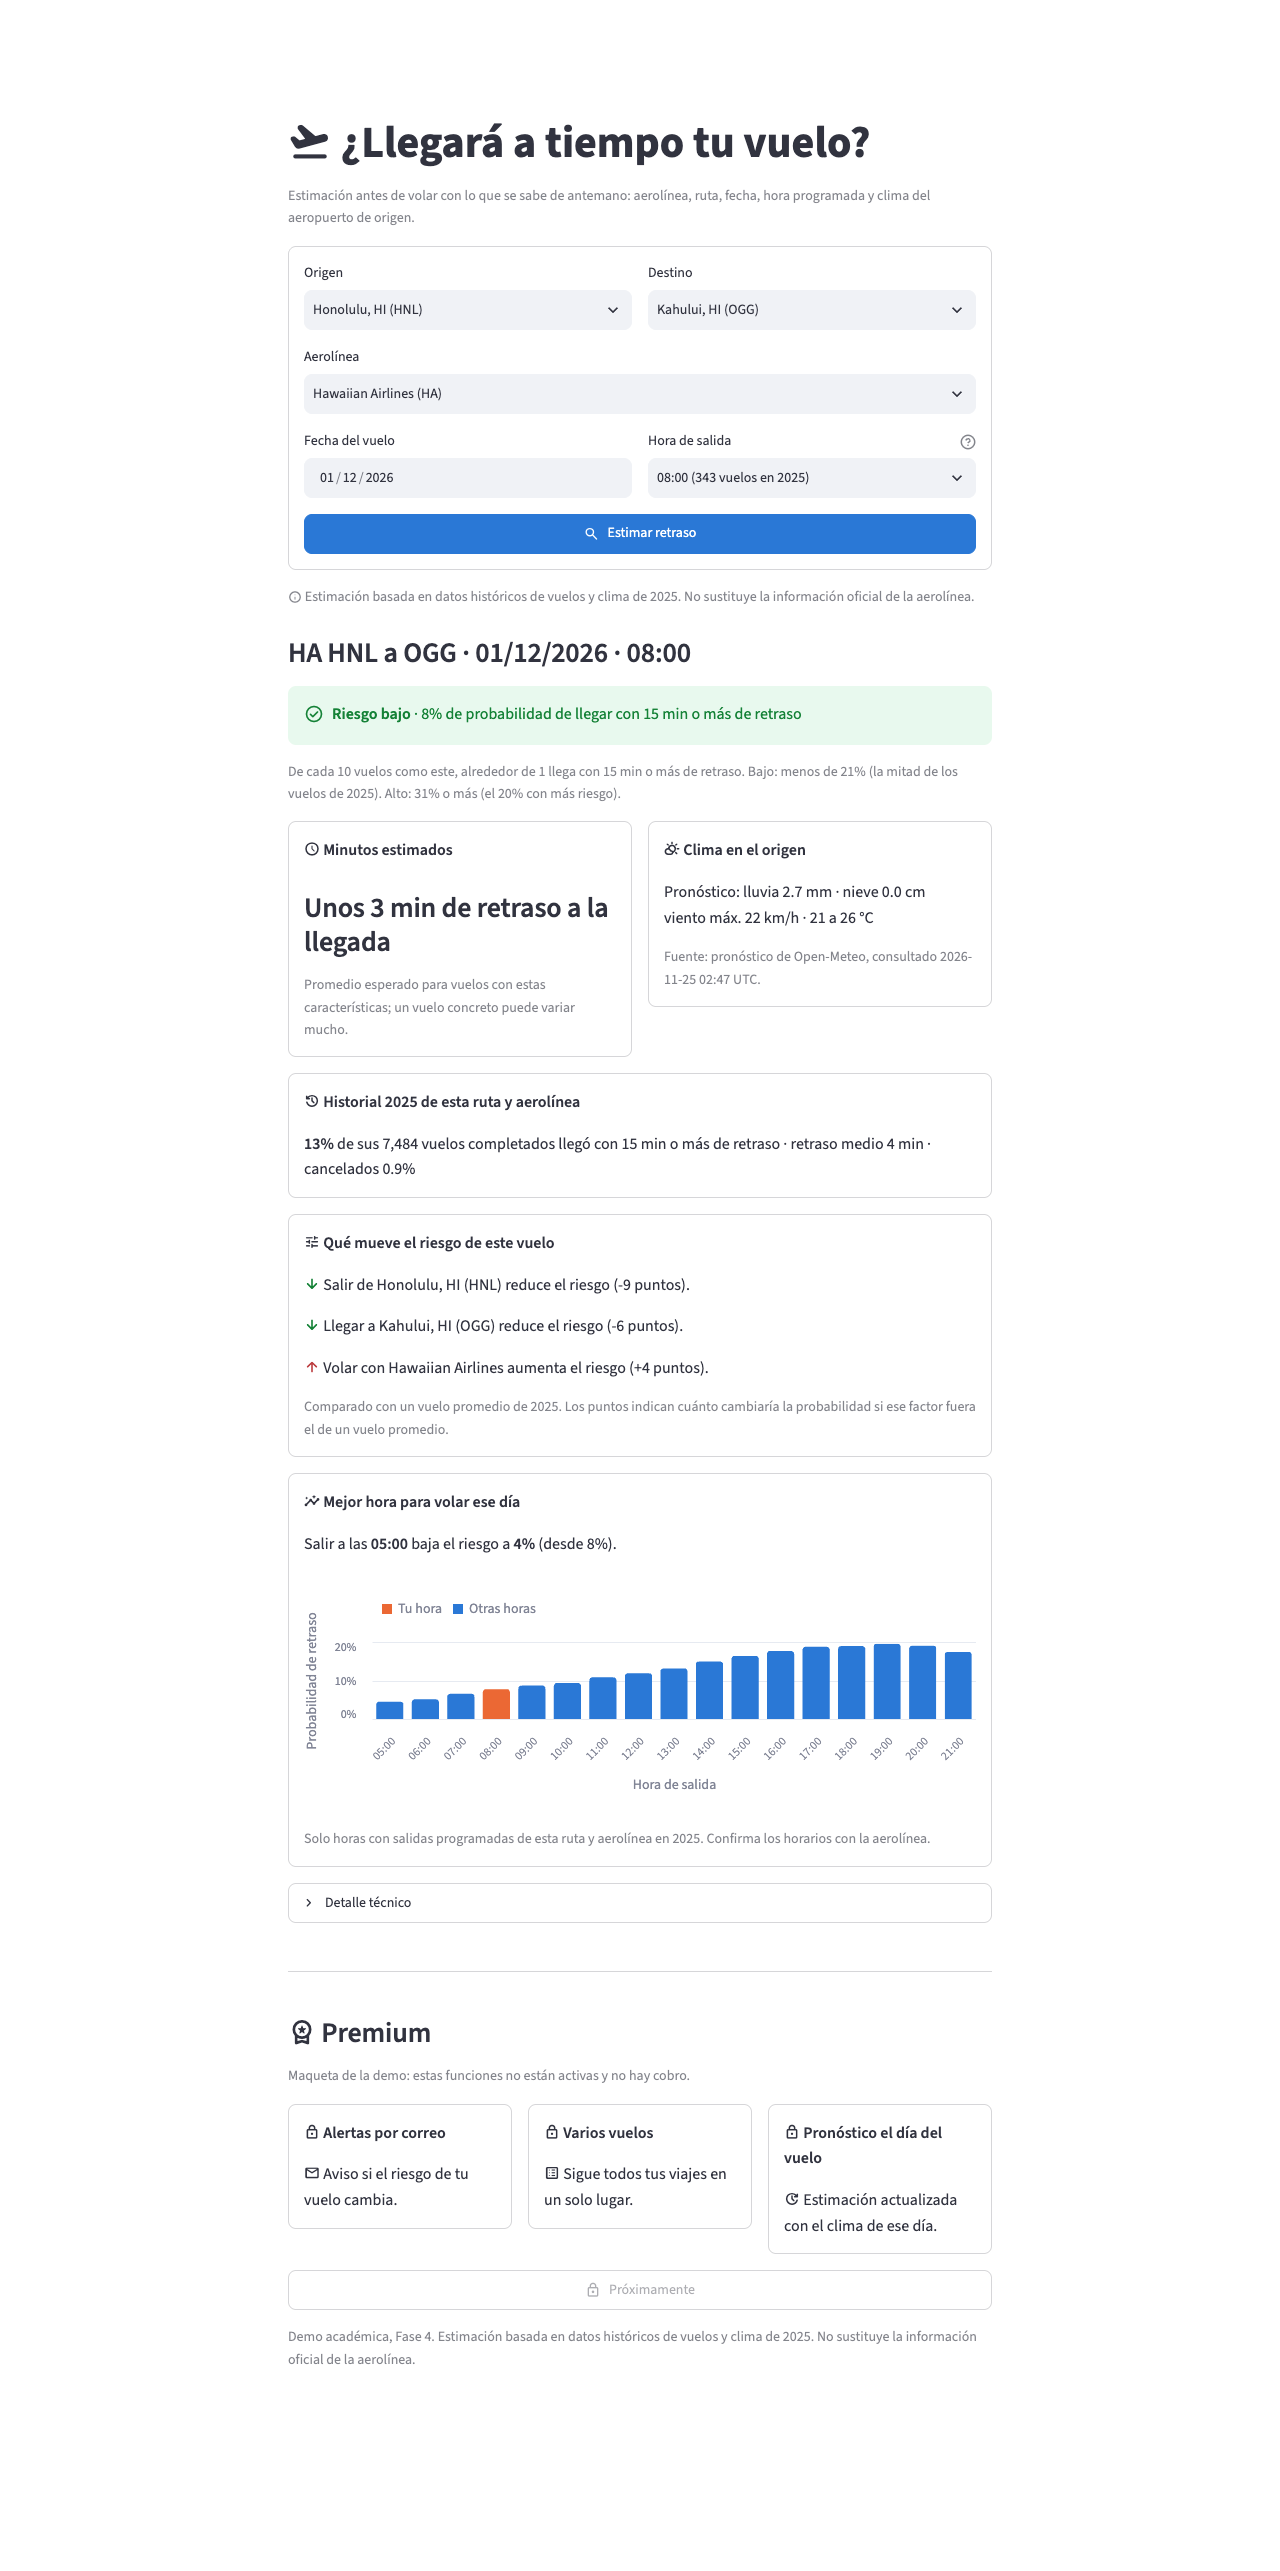 ¿Llegará a tiempo tu vuelo?
Estimación antes de volar con lo que se sabe de antemano: aerolínea, ruta, fecha, hora programada y clima del
aeropuerto de origen.
Origen
Destino
Honolulu, HI (HNL)
Kahului, HI (OGG)
Aerolínea
Hawaiian Airlines (HA)
Fecha del vuelo
Hora de salida
01 / 12 / 2026
08:00 (343 vuelos en 2025)
Estimar retraso
Estimación basada en datos históricos de vuelos y clima de 2025. No sustituye la información oficial de la aerolínea.
HA HNL a OGG · 01/12/2026 · 08:00
Riesgo bajo · 8% de probabilidad de llegar con 15 min o más de retraso
De cada 10 vuelos como este, alrededor de 1 llega con 15 min o más de retraso. Bajo: menos de 21% (la mitad de los
vuelos de 2025). Alto: 31% o más (el 20% con más riesgo).
Minutos estimados
Unos 3 min de retraso a la
llegada
Promedio esperado para vuelos con estas
características; un vuelo concreto puede variar
mucho.
Clima en el origen
Pronóstico: lluvia 2.7 mm · nieve 0.0 cm
viento máx. 22 km/h · 21 a 26 °C
Fuente: pronóstico de Open-Meteo, consultado 2026-
11-25 02:47 UTC.
Historial 2025 de esta ruta y aerolínea
13% de sus 7,484 vuelos completados llegó con 15 min o más de retraso · retraso medio 4 min ·
cancelados 0.9%
Qué mueve el riesgo de este vuelo
Salir de Honolulu, HI (HNL) reduce el riesgo (-9 puntos).
Llegar a Kahului, HI (OGG) reduce el riesgo (-6 puntos).
Volar con Hawaiian Airlines aumenta el riesgo (+4 puntos).
Comparado con un vuelo promedio de 2025. Los puntos indican cuánto cambiaría la probabilidad si ese factor fuera
el de un vuelo promedio.
Mejor hora para volar ese día
Salir a las 05:00 baja el riesgo a 4% (desde 8%).
Tu hora
Otras horas
Probabilidad de retraso
20%
10%
0%
05:00
06:00
07:00
08:00
09:00
10:00
11:00
12:00
13:00
14:00
15:00
16:00
17:00
18:00
19:00
20:00
21:00
Hora de salida
Solo horas con salidas programadas de esta ruta y aerolínea en 2025. Confirma los horarios con la aerolínea.
Detalle técnico
Premium
Maqueta de la demo: estas funciones no están activas y no hay cobro.
Alertas por correo
Aviso si el riesgo de tu
vuelo cambia.
Varios vuelos
Sigue todos tus viajes en
un solo lugar.
Pronóstico el día del
vuelo
Estimación actualizada
con el clima de ese día.
Próximamente
Demo académica, Fase 4. Estimación basada en datos históricos de vuelos y clima de 2025. No sustituye la información
oficial de la aerolínea.